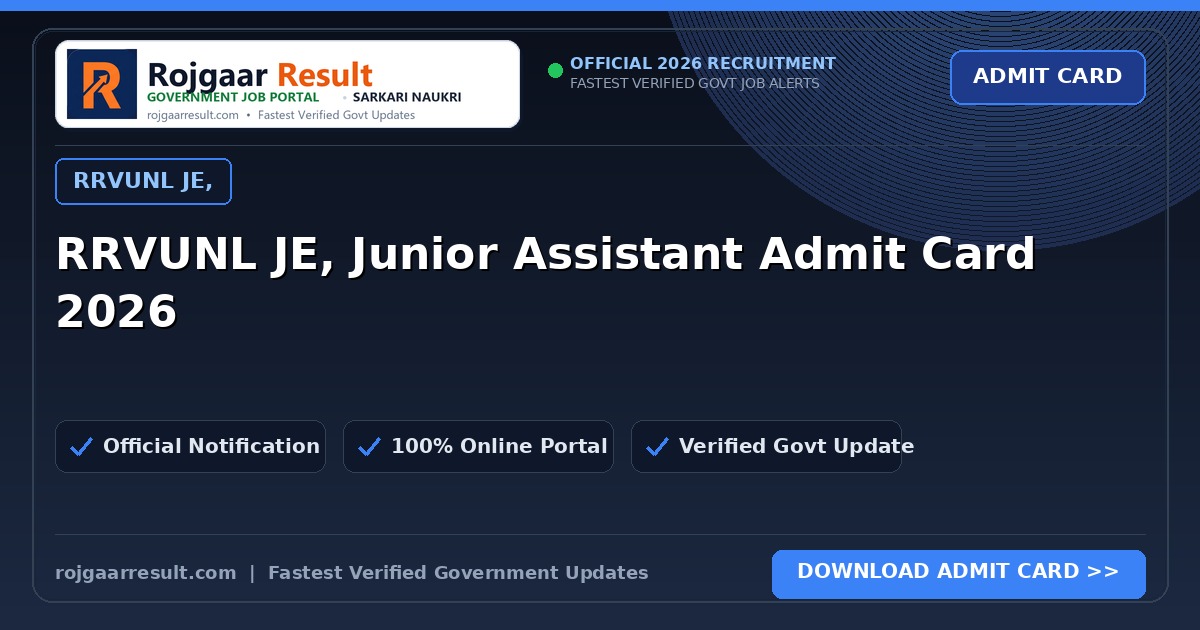 Rojgaar Result
GOVERNMENT JOB PORTAL • SARKARI NAUKRI
rojgaarresult.com • Fastest Verified Govt Updates
OFFICIAL 2026 RECRUITMENT
FASTEST VERIFIED GOVT JOB ALERTS
ADMIT CARD
RRVUNL JE,
RRVUNL JE, Junior Assistant Admit Card
2026
Official Notification
100% Online Portal
Verified Govt Update
rojgaarresult.com | Fastest Verified Government Updates
DOWNLOAD ADMIT CARD >>